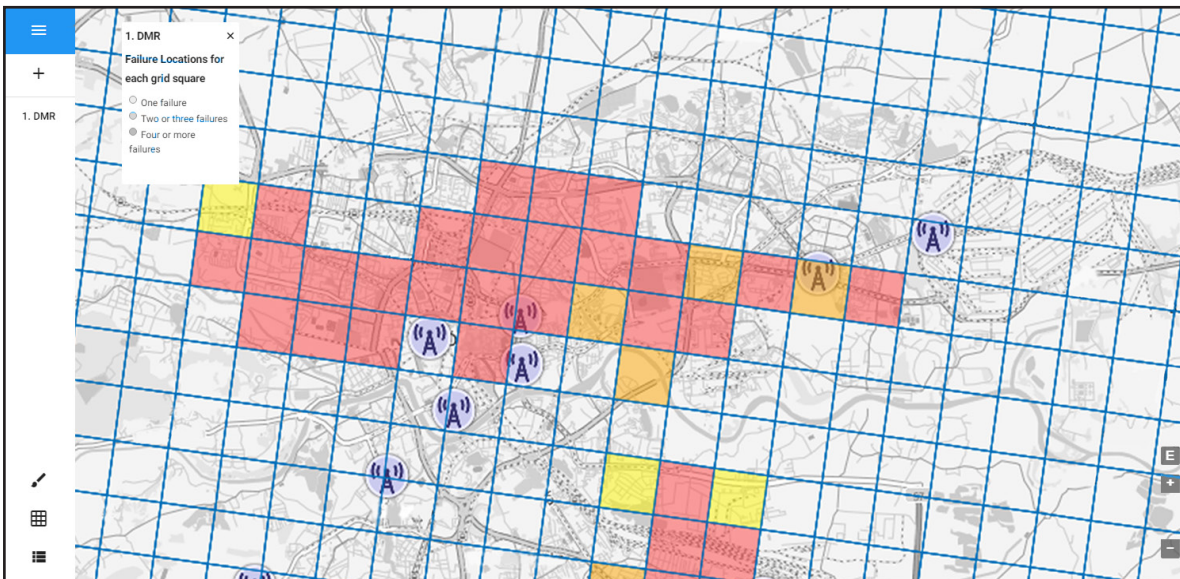 1. DMR
×
Failure Locations for
each grid square
One failure
Two or three failures
Four or more
failures
+
1. DMR
E
+
−